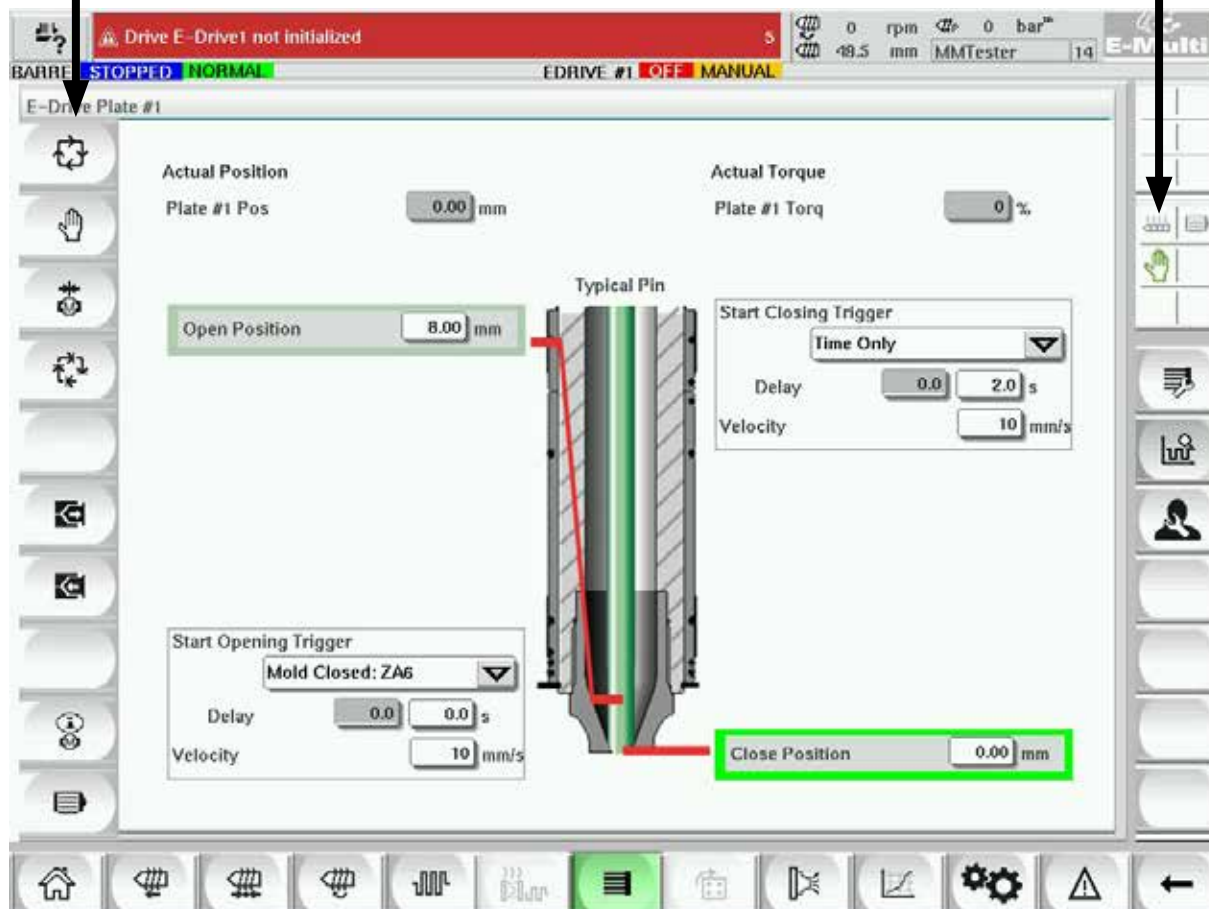 Drive E-Drive1 not initialized 5
0 rpm 0 bar
48.5 mm MMTester 14
E-Multi
STOPPED NORMAL EDRIVE #1 OFF MANUAL
E-Drive Plate #1
Actual Position
Plate #1 Pos 0.00 mm
Actual Torque
Plate #1 Torq 0 %
Typical Pin
Open Position 8.00 mm
Start Closing Trigger
Time Only
Delay 0.0 2.0 s
Velocity 10 mm/s
Start Opening Trigger
Mold Closed: ZA6
Delay 0.0 0.0 s
Velocity 10 mm/s
Close Position 0.00 mm